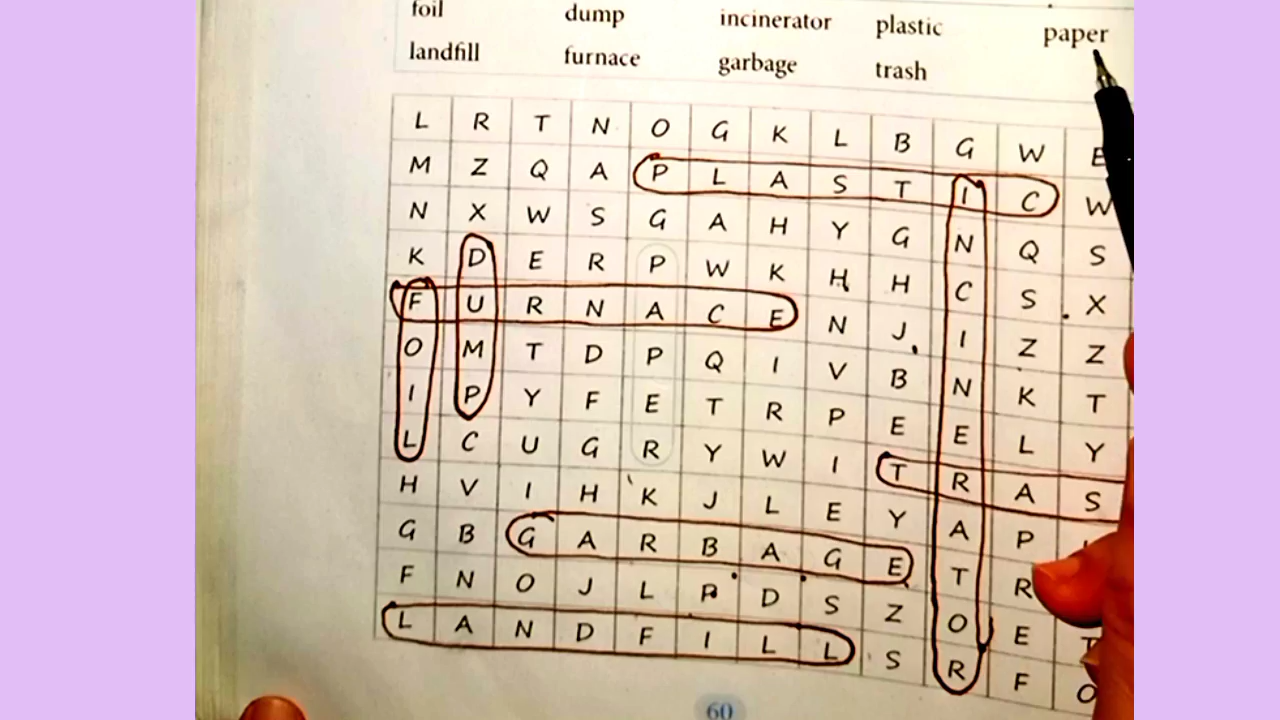 foil dump incinerator plastic paper
landfill furnace garbage trash
L R T N O G K L B G W E
M Z Q A P L A S T I C W
N X W S G A H Y G N Q S
K D E R P W K H H C S X
F U R N A C E N J I Z Z
O M T D P Q I V B N K T
I P Y F E T R P E E L Y
L C U G R Y W I T R A S
H V I H K J L E Y A P
G B G A R B A G E T R
F N O J L P D S Z O E T
L A N D F I L L S R F O
60